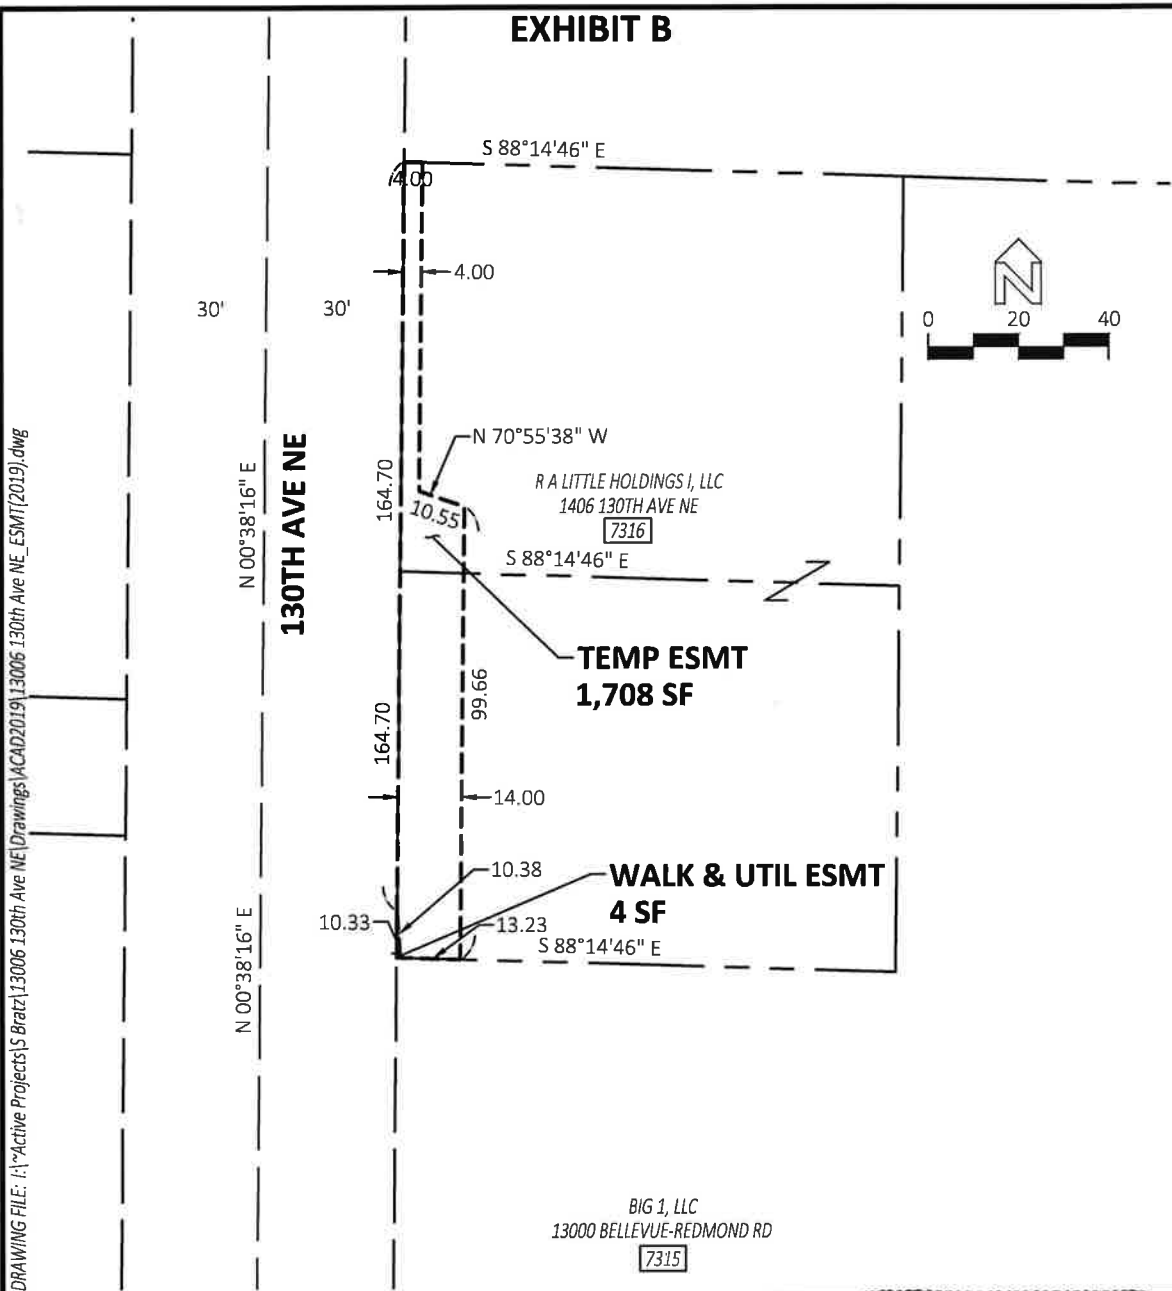 EXHIBIT B
S 88°14'46" E
4.00
4.00
30'
30'
0 20 40
N
N 70°55'38" W
R A LITTLE HOLDINGS I, LLC
1406 130TH AVE NE
7316
164.70
10.55
N 00°38'16" E
130TH AVE NE
S 88°14'46" E
TEMP ESMT
1,708 SF
99.66
164.70
14.00
10.38
WALK & UTIL ESMT
4 SF
10.33
13.23
S 88°14'46" E
N 00°38'16" E
BIG 1, LLC
13000 BELLEVUE-REDMOND RD
7315
DRAWING FILE: I:\~Active Projects\S Bratz\13006 130th Ave NE\Drawings\ACAD2019\13006 130th Ave NE_ESMT(2019).dwg